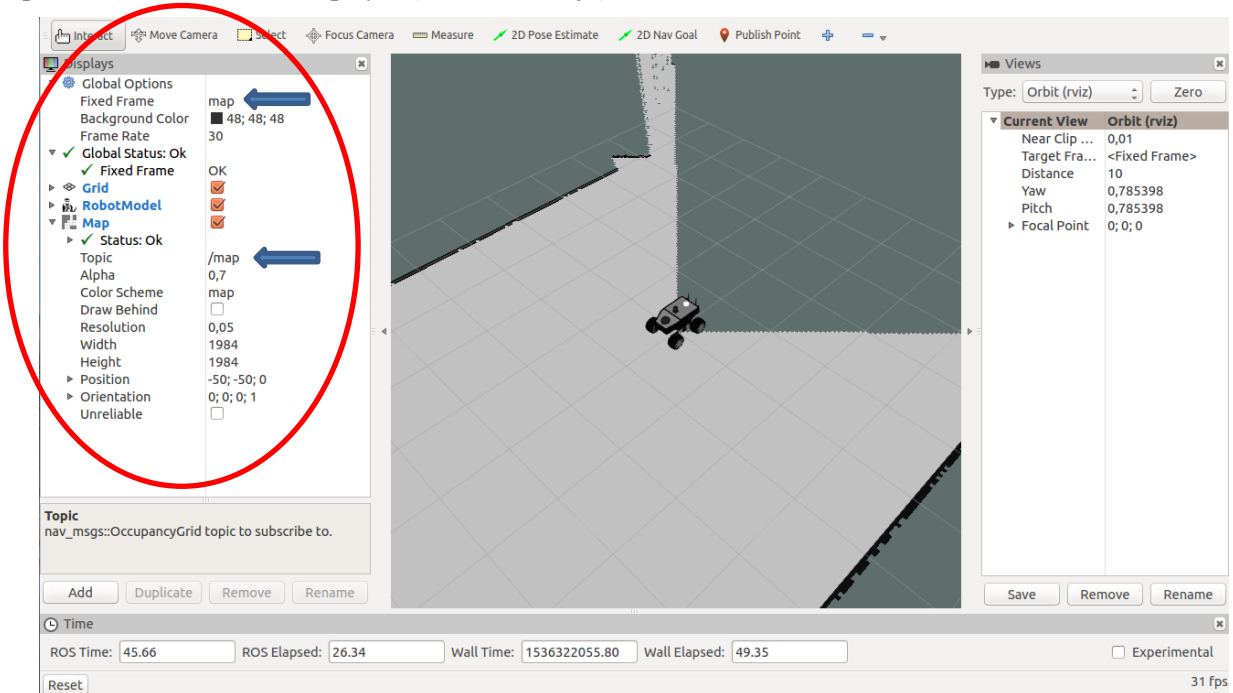 Interact Move Camera Select Focus Camera Measure 2D Pose Estimate 2D Nav Goal Publish Point
Displays
Global Options
Fixed Frame map
Background Color 48; 48; 48
Frame Rate 30
Global Status: Ok
Fixed Frame OK
Grid
RobotModel
Map
Status: Ok
Topic /map
Alpha 0,7
Color Scheme map
Draw Behind
Resolution 0,05
Width 1984
Height 1984
Position -50; -50; 0
Orientation 0; 0; 0; 1
Unreliable
Topic
nav_msgs::OccupancyGrid topic to subscribe to.
Add Duplicate Remove Rename
Views
Type: Orbit (rviz) Zero
Current View Orbit (rviz)
Near Clip ... 0,01
Target Fra... <Fixed Frame>
Distance 10
Yaw 0,785398
Pitch 0,785398
Focal Point 0; 0; 0
Save Remove Rename
Time
ROS Time: 45.66 ROS Elapsed: 26.34 Wall Time: 1536322055.80 Wall Elapsed: 49.35 Experimental
Reset 31 fps